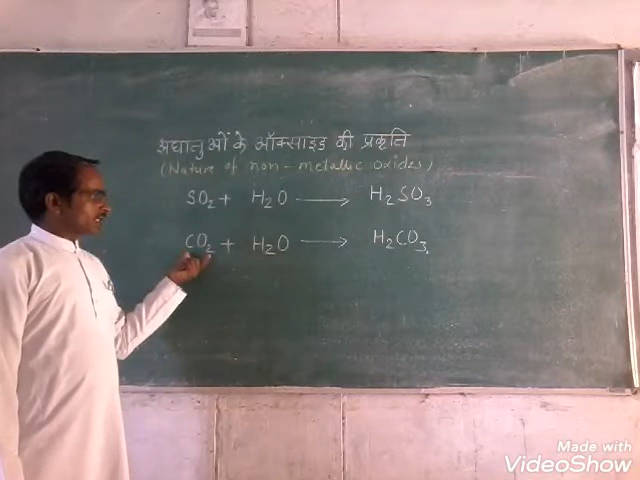 अधातुओं के ऑक्साइड की प्रकृति
(Nature of non-metallic oxides)
SO₂ + H₂O ⟶ H₂SO₃
CO₂ + H₂O ⟶ H₂CO₃.
Made with
VideoShow